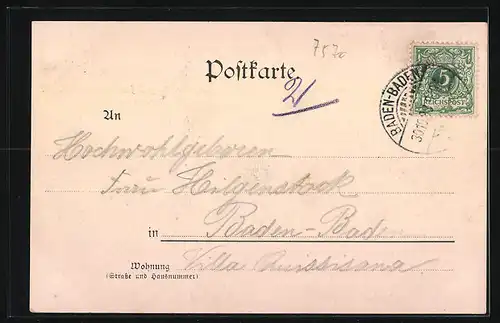 7570
Postkarte
21
5
REICHSPOST
BADEN-BADEN
An
Hochwohlgeboren
Frau Hilgenstock
in Baden-Baden
Wohnung Villa Quissisana
(Straße und Hausnummer)